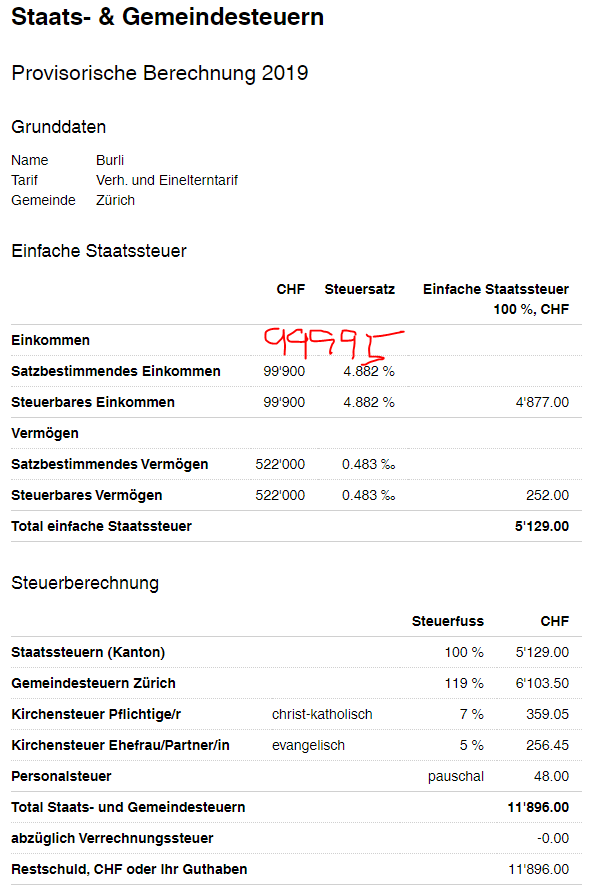 Staats- & Gemeindesteuern
Provisorische Berechnung 2019
Grunddaten
Name Burli
Tarif Verh. und Einelterntarif
Gemeinde Zürich
Einfache Staatssteuer
CHF Steuersatz Einfache Staatssteuer
100 %, CHF
99995
Einkommen
Satzbestimmendes Einkommen 99'900 4.882 %
Steuerbares Einkommen 99'900 4.882 % 4'877.00
Vermögen
Satzbestimmendes Vermögen 522'000 0.483 ‰
Steuerbares Vermögen 522'000 0.483 ‰ 252.00
Total einfache Staatssteuer 5'129.00
Steuerberechnung
Steuerfuss CHF
Staatssteuern (Kanton) 100 % 5'129.00
Gemeindesteuern Zürich 119 % 6'103.50
Kirchensteuer Pflichtige/r christ-katholisch 7 % 359.05
Kirchensteuer Ehefrau/Partner/in evangelisch 5 % 256.45
Personalsteuer pauschal 48.00
Total Staats- und Gemeindesteuern 11'896.00
abzüglich Verrechnungssteuer -0.00
Restschuld, CHF oder Ihr Guthaben 11'896.00